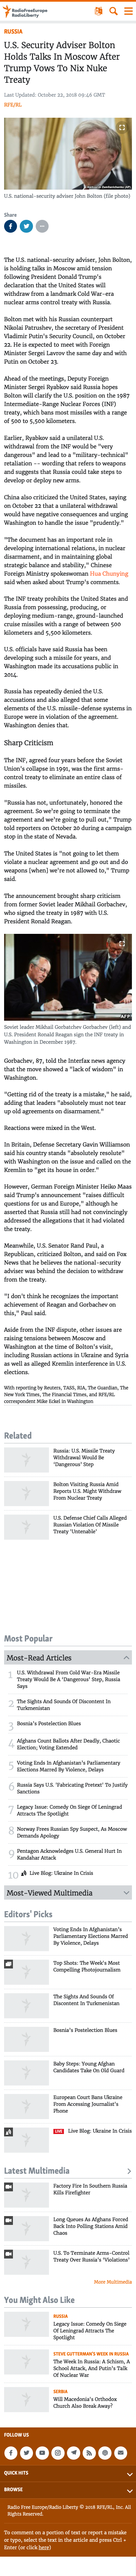 RadioFreeEurope
RadioLiberty
RUSSIA
U.S. Security Adviser Bolton
Holds Talks In Moscow After
Trump Vows To Nix Nuke
Treaty
Last Updated: October 22, 2018 09:46 GMT
RFE/RL
U.S. national-security adviser John Bolton (file photo)
Share
The U.S. national-security adviser, John Bolton,
is holding talks in Moscow amid tension
following President Donald Trump's
declaration that the United States will
withdraw from a landmark Cold War-era
nuclear arms control treaty with Russia.
Bolton met with his Russian counterpart
Nikolai Patrushev, the secretary of President
Vladimir Putin's Security Council, on October
22. He is expected to meet with Foreign
Minister Sergei Lavrov the same day and with
Putin on October 23.
Ahead of the meetings, Deputy Foreign
Minister Sergei Ryabkov said Russia hopes
Bolton will clarify the U.S. position on the 1987
Intermediate-Range Nuclear Forces (INF)
Treaty, which bans ground-launched, nuclear-
capable cruise missiles with a range
of 500 to 5,500 kilometers.
Earlier, Ryabkov said a unilateral U.S.
withdrawal from the INF would be "very
dangerous" and lead to a "military-technical"
retaliation -- wording that refers to weapons
and suggests that Russia could take steps to
develop or deploy new arms.
China also criticized the United States, saying
on October 22 that a unilateral withdrawal will
have negative consequences and urging
Washington to handle the issue "prudently."
"The document has an important role in
developing international relations, in nuclear
disarmament, and in maintaining global
strategic balance and stability," Chinese
Foreign Ministry spokeswoman Hua Chunying
said when asked about Trump's comments.
The INF treaty prohibits the United States and
Russia from possessing, producing, or
deploying ground-launched cruise missiles
with a range of between 500 kilometers and
5,500 kilometers.
U.S. officials have said Russia has been
developing such a missile for years, and
Washington made its accusations public in
2014.
Russia has repeatedly denied the U.S.
accusations and also alleged that some
elements of the U.S. missile-defense systems in
Europe were in violation of the treaty.
Washington denies that.
Sharp Criticism
The INF, agreed four years before the Soviet
Union's collapse in 1991, was the first arms-
control treaty to eliminate an entire class of
missiles.
"Russia has not, unfortunately, honored the
agreement, so we're going to terminate the
agreement and we're going to pull out," Trump
told reporters on October 20 during a campaign
stop in the state of Nevada.
The United States is "not going to let them
violate a nuclear agreement and go out and do
weapons [when] we're not allowed to," Trump
said.
The announcement brought sharp criticism
from former Soviet leader Mikhail Gorbachev,
who signed the treaty in 1987 with U.S.
President Ronald Reagan.
Soviet leader Mikhail Gorbatchev Gorbachev (left) and
U.S. President Ronald Reagan sign the INF treaty in
Washington in December 1987.
Gorbachev, 87, told the Interfax news agency
that the move shows a "lack of wisdom" in
Washington.
"Getting rid of the treaty is a mistake," he said,
adding that leaders "absolutely must not tear
up old agreements on disarmament."
Reactions were mixed in the West.
In Britain, Defense Secretary Gavin Williamson
said his country stands "absolutely resolute"
with Washington on the issue and called on the
Kremlin to "get its house in order."
However, German Foreign Minister Heiko Maas
said Trump's announcement "raises difficult
questions for us and Europe," but added that
Russia had not cleared up allegations of
violating the treaty.
Meanwhile, U.S. Senator Rand Paul, a
Republican, criticized Bolton, and said on Fox
News that he believes the national-security
adviser was behind the decision to withdraw
from the treaty.
"I don't think he recognizes the important
achievement of Reagan and Gorbachev on
this," Paul said.
Aside from the INF dispute, other issues are
raising tensions between Moscow and
Washington at the time of Bolton's visit,
including Russian actions in Ukraine and Syria
as well as alleged Kremlin interference in U.S.
elections.
With reporting by Reuters, TASS, RIA, The Guardian, The
New York Times, The Financial Times, and RFE/RL
correspondent Mike Eckel in Washington
Related
Russia: U.S. Missile Treaty
Withdrawal Would Be
'Dangerous' Step
Bolton Visiting Russia Amid
Reports U.S. Might Withdraw
From Nuclear Treaty
U.S. Defense Chief Calls Alleged
Russian Violation Of Missile
Treaty 'Untenable'
Most Popular
Most-Read Articles
1 U.S. Withdrawal From Cold War-Era Missile
Treaty Would Be A 'Dangerous' Step, Russia
Says
2 The Sights And Sounds Of Discontent In
Turkmenistan
3 Bosnia's Postelection Blues
4 Afghans Count Ballots After Deadly, Chaotic
Election, Voting Extended
5 Voting Ends In Afghanistan's Parliamentary
Elections Marred By Violence, Delays
6 Russia Says U.S. 'Fabricating Pretext' To Justify
Sanctions
7 Legacy Issue: Comedy On Siege Of Leningrad
Attracts The Spotlight
8 Norway Frees Russian Spy Suspect, As Moscow
Demands Apology
9 Pentagon Acknowledges U.S. General Hurt In
Kandahar Attack
10 Live Blog: Ukraine In Crisis
Most-Viewed Multimedia
Editors' Picks
Voting Ends In Afghanistan's
Parliamentary Elections Marred
By Violence, Delays
Top Shots: The Week's Most
Compelling Photojournalism
The Sights And Sounds Of
Discontent In Turkmenistan
Bosnia's Postelection Blues
Baby Steps: Young Afghan
Candidates Take On Old Guard
European Court Bans Ukraine
From Accessing Journalist's
Phone
LIVE Live Blog: Ukraine In Crisis
Latest Multimedia
Factory Fire In Southern Russia
Kills Firefighter
Long Queues As Afghans Forced
Back Into Polling Stations Amid
Chaos
U.S. To Terminate Arms-Control
Treaty Over Russia's 'Violations'
More Multimedia
You Might Also Like
RUSSIA
Legacy Issue: Comedy On Siege
Of Leningrad Attracts The
Spotlight
STEVE GUTTERMAN'S WEEK IN RUSSIA
The Week In Russia: A Schism, A
School Attack, And Putin's Talk
Of Nuclear War
SERBIA
Will Macedonia's Orthodox
Church Also Break Away?
FOLLOW US
QUICK HITS
BROWSE
Radio Free Europe/Radio Liberty © 2018 RFE/RL, Inc. All
Rights Reserved.
To comment on a portion of text or report a mistake
or typo, select the text in the article and press Ctrl +
Enter (or click here)